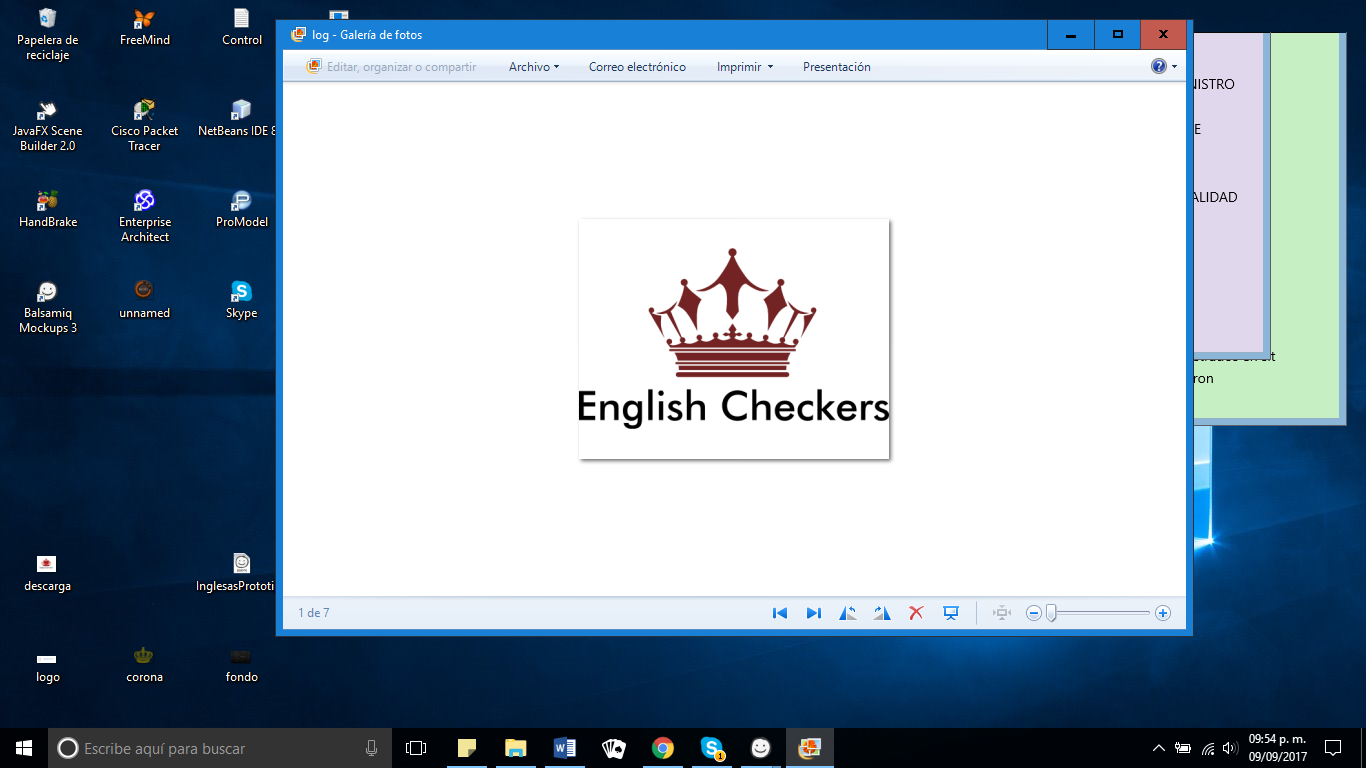 Papelera de
reciclaje
FreeMind
Control
JavaFX Scene
Builder 2.0
Cisco Packet
Tracer
NetBeans IDE 8
HandBrake
Enterprise
Architect
ProModel
Balsamiq
Mockups 3
unnamed
Skype
descarga
InglesasPrototi
logo
corona
fondo
log - Galería de fotos
Editar, organizar o compartir
Archivo
Correo electrónico
Imprimir
Presentación
English Checkers
1 de 7
NISTRO
E
ALIDAD
ron
Escribe aquí para buscar
1
09:54 p. m.
09/09/2017